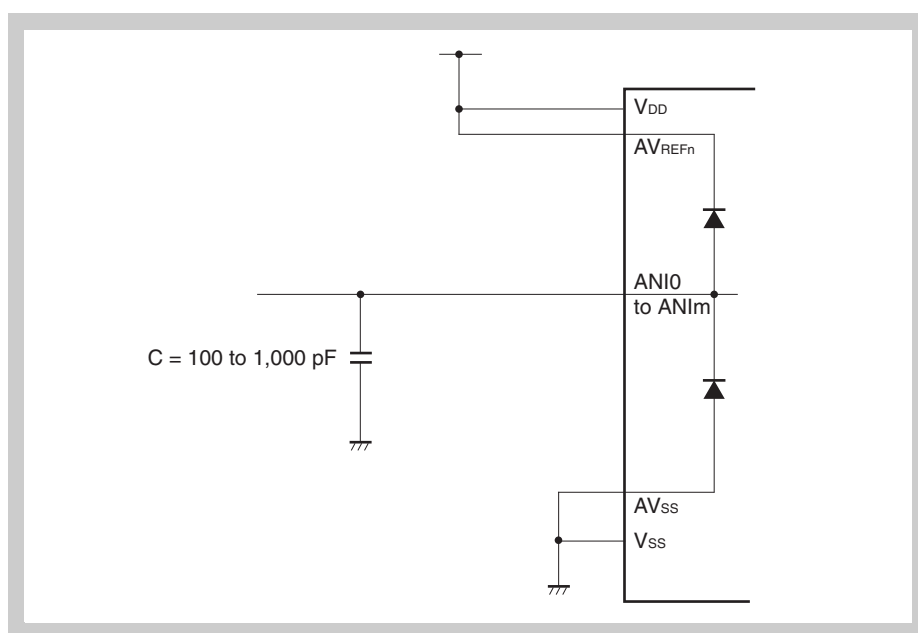 VDD
AVREFn
ANI0
to ANIm
C = 100 to 1,000 pF
AVSS
VSS